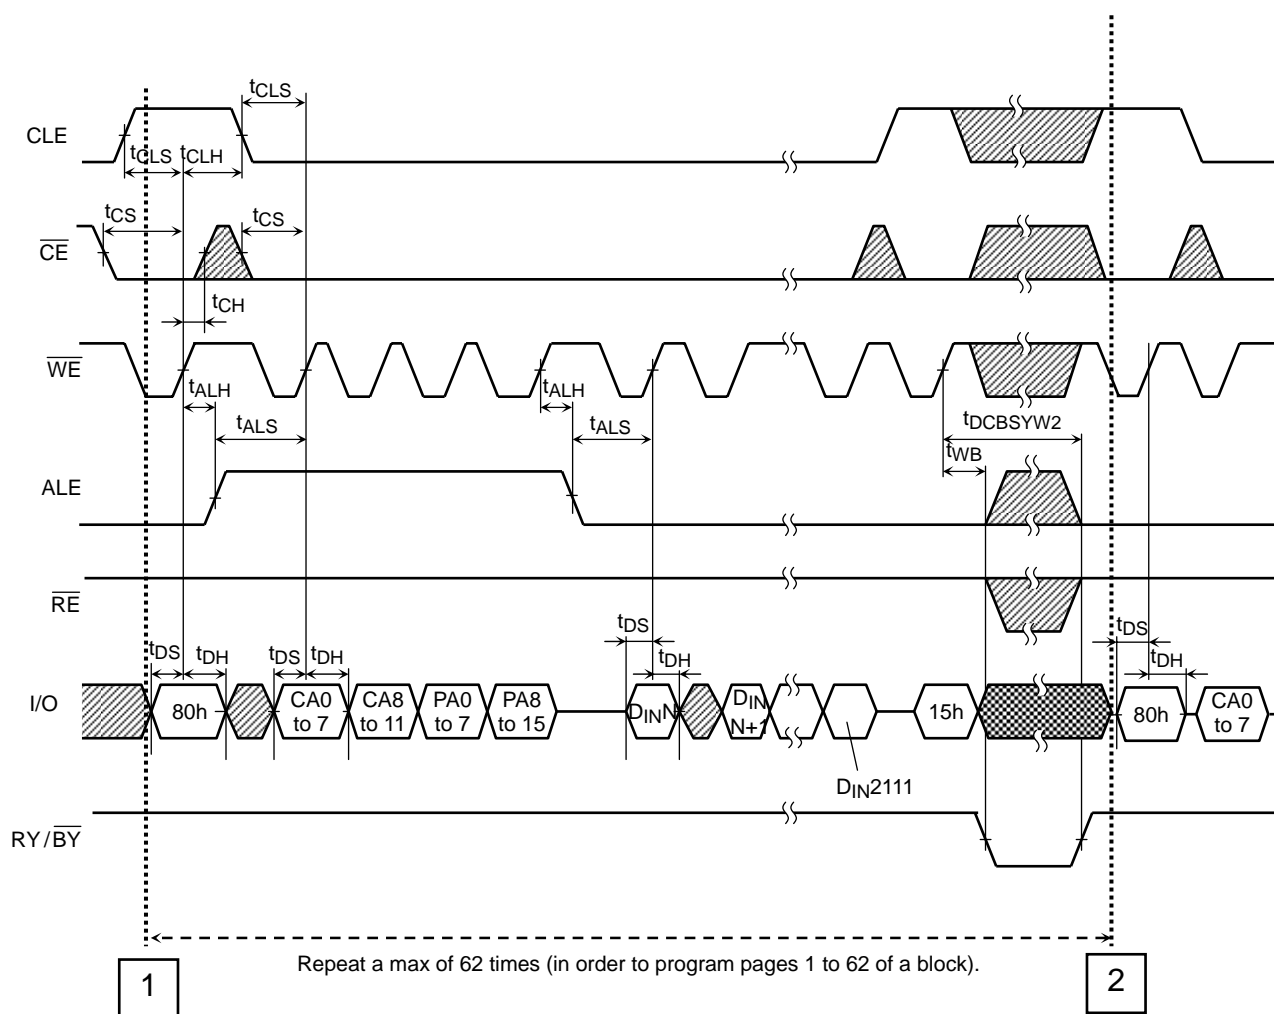 tCLS
CLE
tCLS tCLH
tCS tCS
CE
tCH
WE
tALH tALH
tALS tALS tDCBSYW2
tWB
ALE
RE
tDS tDH tDS tDH tDS tDH tDS tDH
I/O 80h CA0 to 7 CA8 to 11 PA0 to 7 PA8 to 15 DINN DIN N+1 15h 80h CA0 to 7
DIN2111
RY/BY
Repeat a max of 62 times (in order to program pages 1 to 62 of a block).
1 2